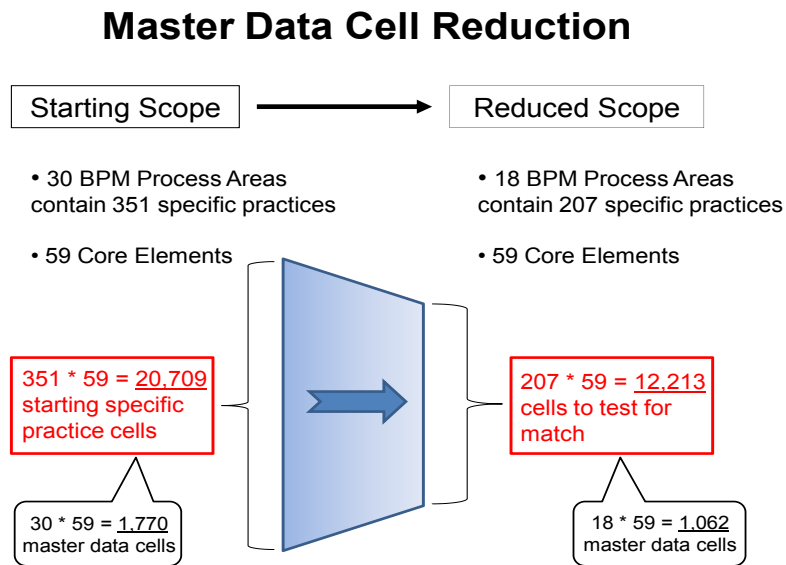 Master Data Cell Reduction
Starting Scope
Reduced Scope
• 30 BPM Process Areas
contain 351 specific practices
• 59 Core Elements
• 18 BPM Process Areas
contain 207 specific practices
• 59 Core Elements
351 * 59 = 20,709
starting specific
practice cells
30 * 59 = 1,770
master data cells
207 * 59 = 12,213
cells to test for
match
18 * 59 = 1,062
master data cells